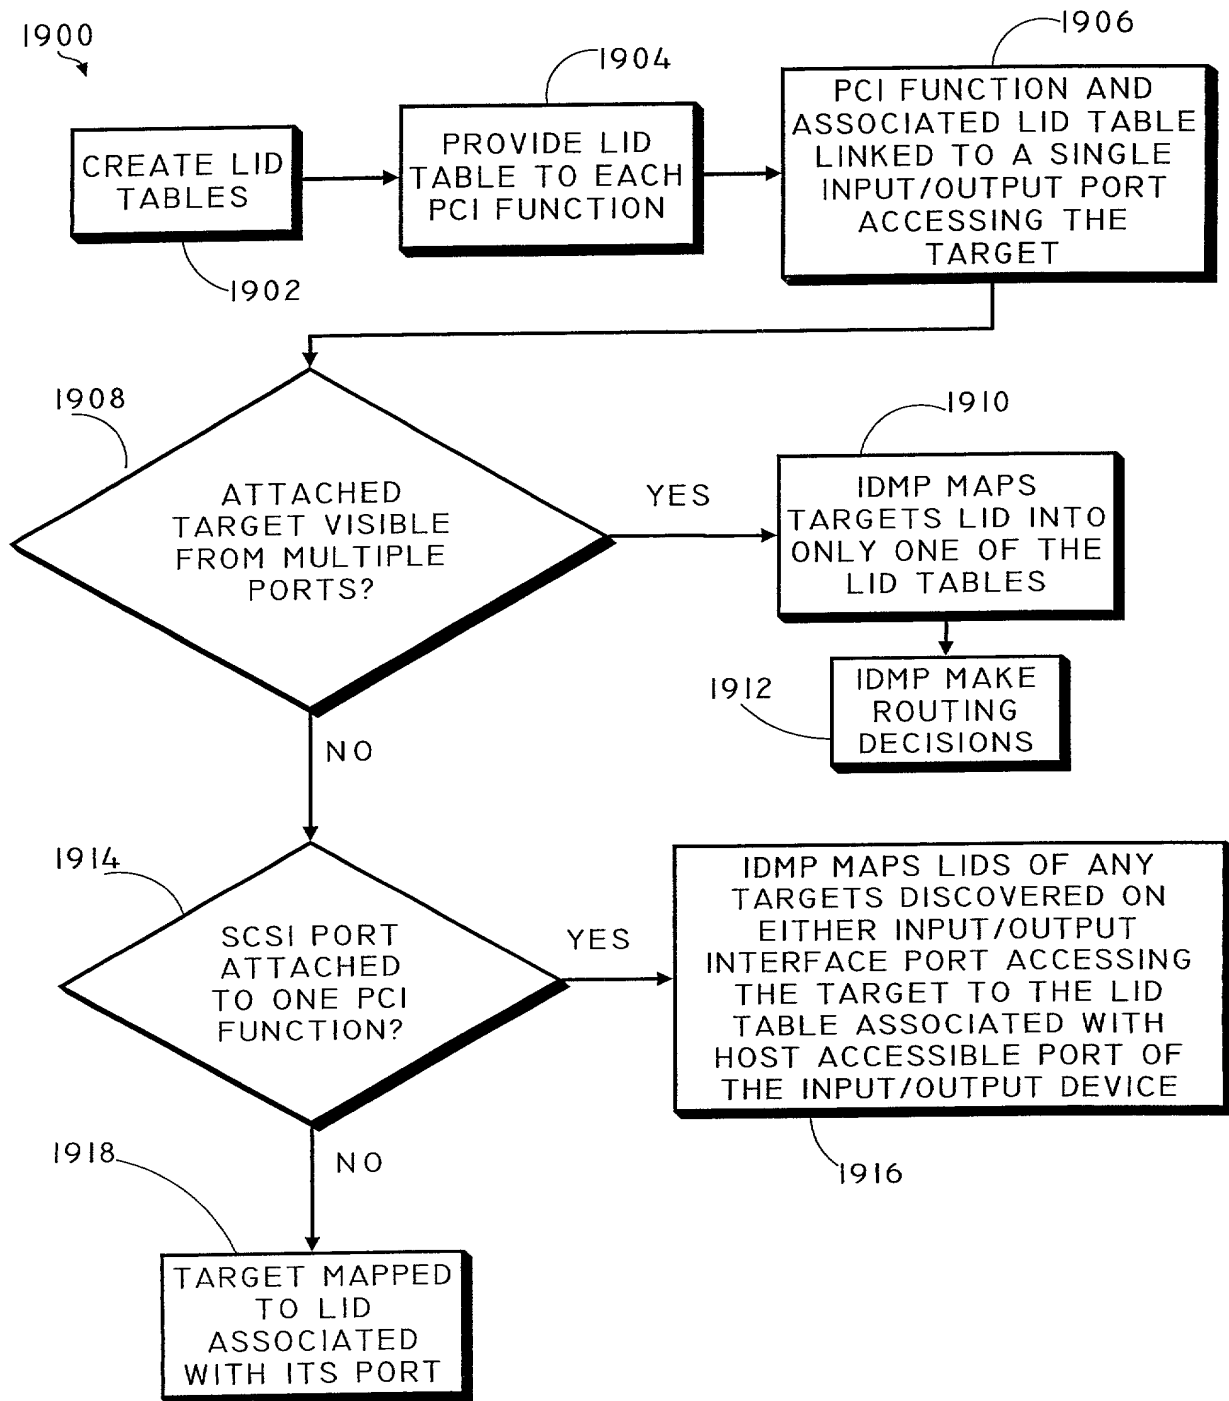 1900
CREATE LID
TABLES
1902
1904
PROVIDE LID
TABLE TO EACH
PCI FUNCTION
1906
PCI FUNCTION AND
ASSOCIATED LID TABLE
LINKED TO A SINGLE
INPUT/OUTPUT PORT
ACCESSING THE
TARGET
1908
ATTACHED
TARGET VISIBLE
FROM MULTIPLE
PORTS?
YES
1910
IDMP MAPS
TARGETS LID INTO
ONLY ONE OF THE
LID TABLES
1912
IDMP MAKE
ROUTING
DECISIONS
NO
1914
SCSI PORT
ATTACHED
TO ONE PCI
FUNCTION?
YES
IDMP MAPS LIDS OF ANY
TARGETS DISCOVERED ON
EITHER INPUT/OUTPUT
INTERFACE PORT ACCESSING
THE TARGET TO THE LID
TABLE ASSOCIATED WITH
HOST ACCESSIBLE PORT OF
THE INPUT/OUTPUT DEVICE
1916
NO
1918
TARGET MAPPED
TO LID
ASSOCIATED
WITH ITS PORT